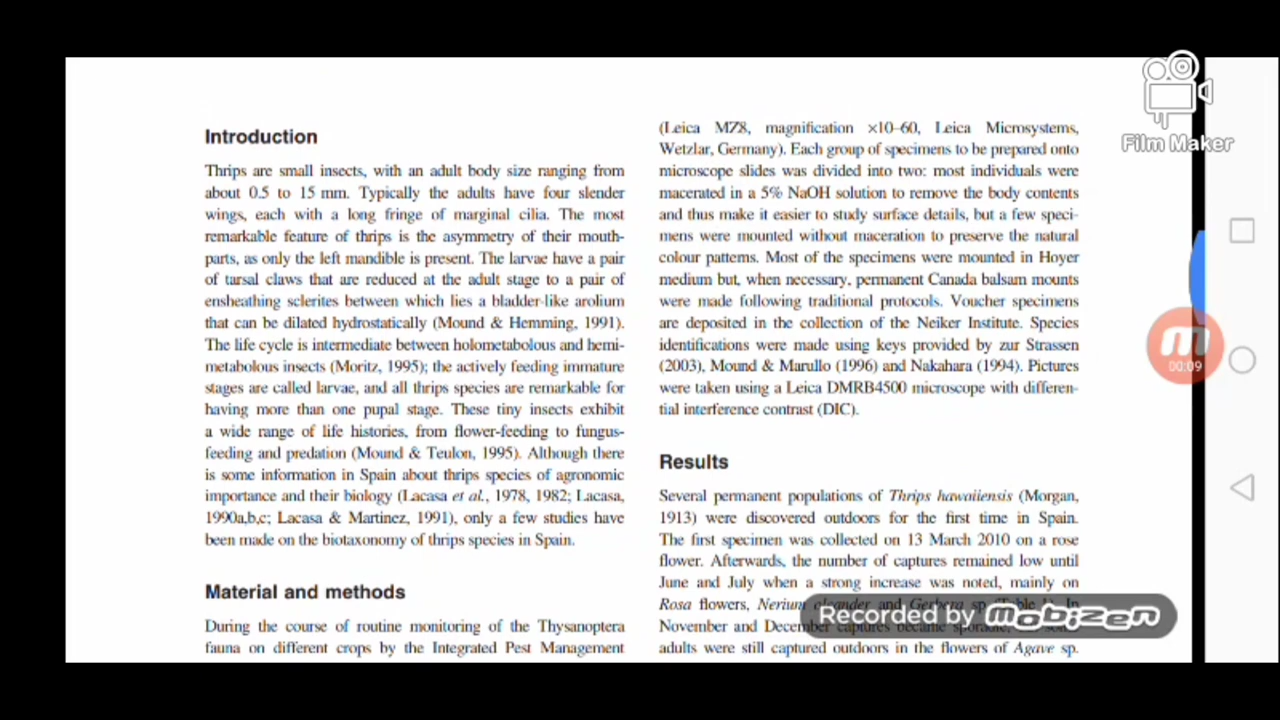 Introduction
Thrips are small insects, with an adult body size ranging from
about 0.5 to 15 mm. Typically the adults have four slender
wings, each with a long fringe of marginal cilia. The most
remarkable feature of thrips is the asymmetry of their mouth-
parts, as only the left mandible is present. The larvae have a pair
of tarsal claws that are reduced at the adult stage to a pair of
ensheathing sclerites between which lies a bladder-like arolium
that can be dilated hydrostatically (Mound & Hemming, 1991).
The life cycle is intermediate between holometabolous and hemi-
metabolous insects (Moritz, 1995); the actively feeding immature
stages are called larvae, and all thrips species are remarkable for
having more than one pupal stage. These tiny insects exhibit
a wide range of life histories, from flower-feeding to fungus-
feeding and predation (Mound & Teulon, 1995). Although there
is some information in Spain about thrips species of agronomic
importance and their biology (Lacasa et al., 1978, 1982; Lacasa,
1990a,b,c; Lacasa & Martinez, 1991), only a few studies have
been made on the biotaxonomy of thrips species in Spain.
Material and methods
During the course of routine monitoring of the Thysanoptera
fauna on different crops by the Integrated Pest Management
(Leica MZ8, magnification ×10–60, Leica Microsystems,
Wetzlar, Germany). Each group of specimens to be prepared onto
microscope slides was divided into two: most individuals were
macerated in a 5% NaOH solution to remove the body contents
and thus make it easier to study surface details, but a few speci-
mens were mounted without maceration to preserve the natural
colour patterns. Most of the specimens were mounted in Hoyer
medium but, when necessary, permanent Canada balsam mounts
were made following traditional protocols. Voucher specimens
are deposited in the collection of the Neiker Institute. Species
identifications were made using keys provided by zur Strassen
(2003), Mound & Marullo (1996) and Nakahara (1994). Pictures
were taken using a Leica DMRB4500 microscope with differen-
tial interference contrast (DIC).
Results
Several permanent populations of Thrips hawaiiensis (Morgan,
1913) were discovered outdoors for the first time in Spain.
The first specimen was collected on 13 March 2010 on a rose
flower. Afterwards, the number of captures remained low until
June and July when a strong increase was noted, mainly on
Rosa flowers, Nerium oleander and Gerbera sp. In
November and December captures became
adults were still captured outdoors in the flowers of Agave sp.
Film Maker
00:09
Recorded by mobizen